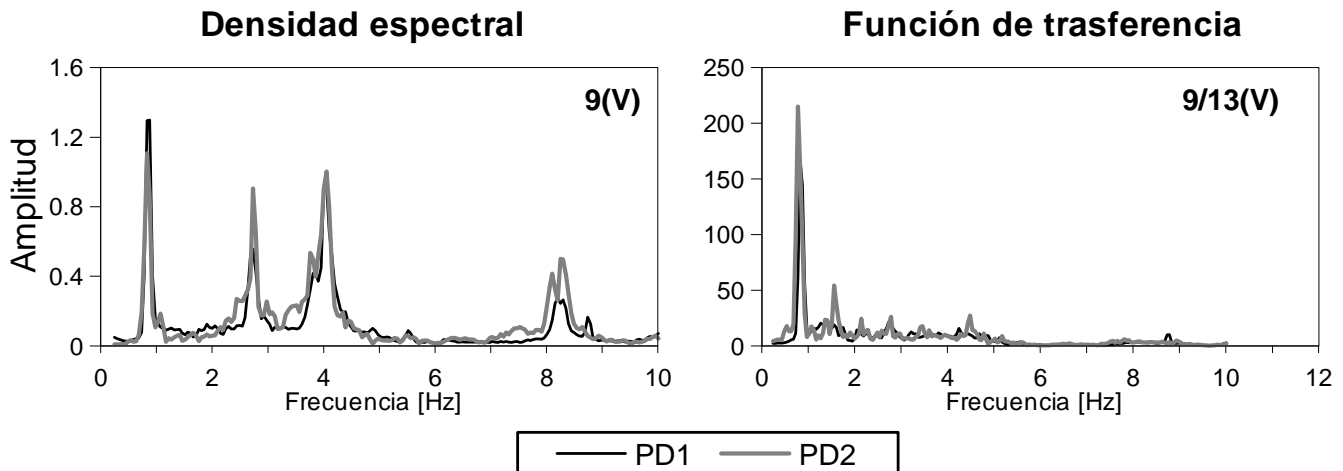 Densidad espectral
Función de trasferencia
1.6
1.2
0.8
0.4
0
Amplitud
9(V)
0 2 4 6 8 10
Frecuencia [Hz]
250
200
150
100
50
0
9/13(V)
0 2 4 6 8 10 12
Frecuencia [Hz]
PD1 PD2